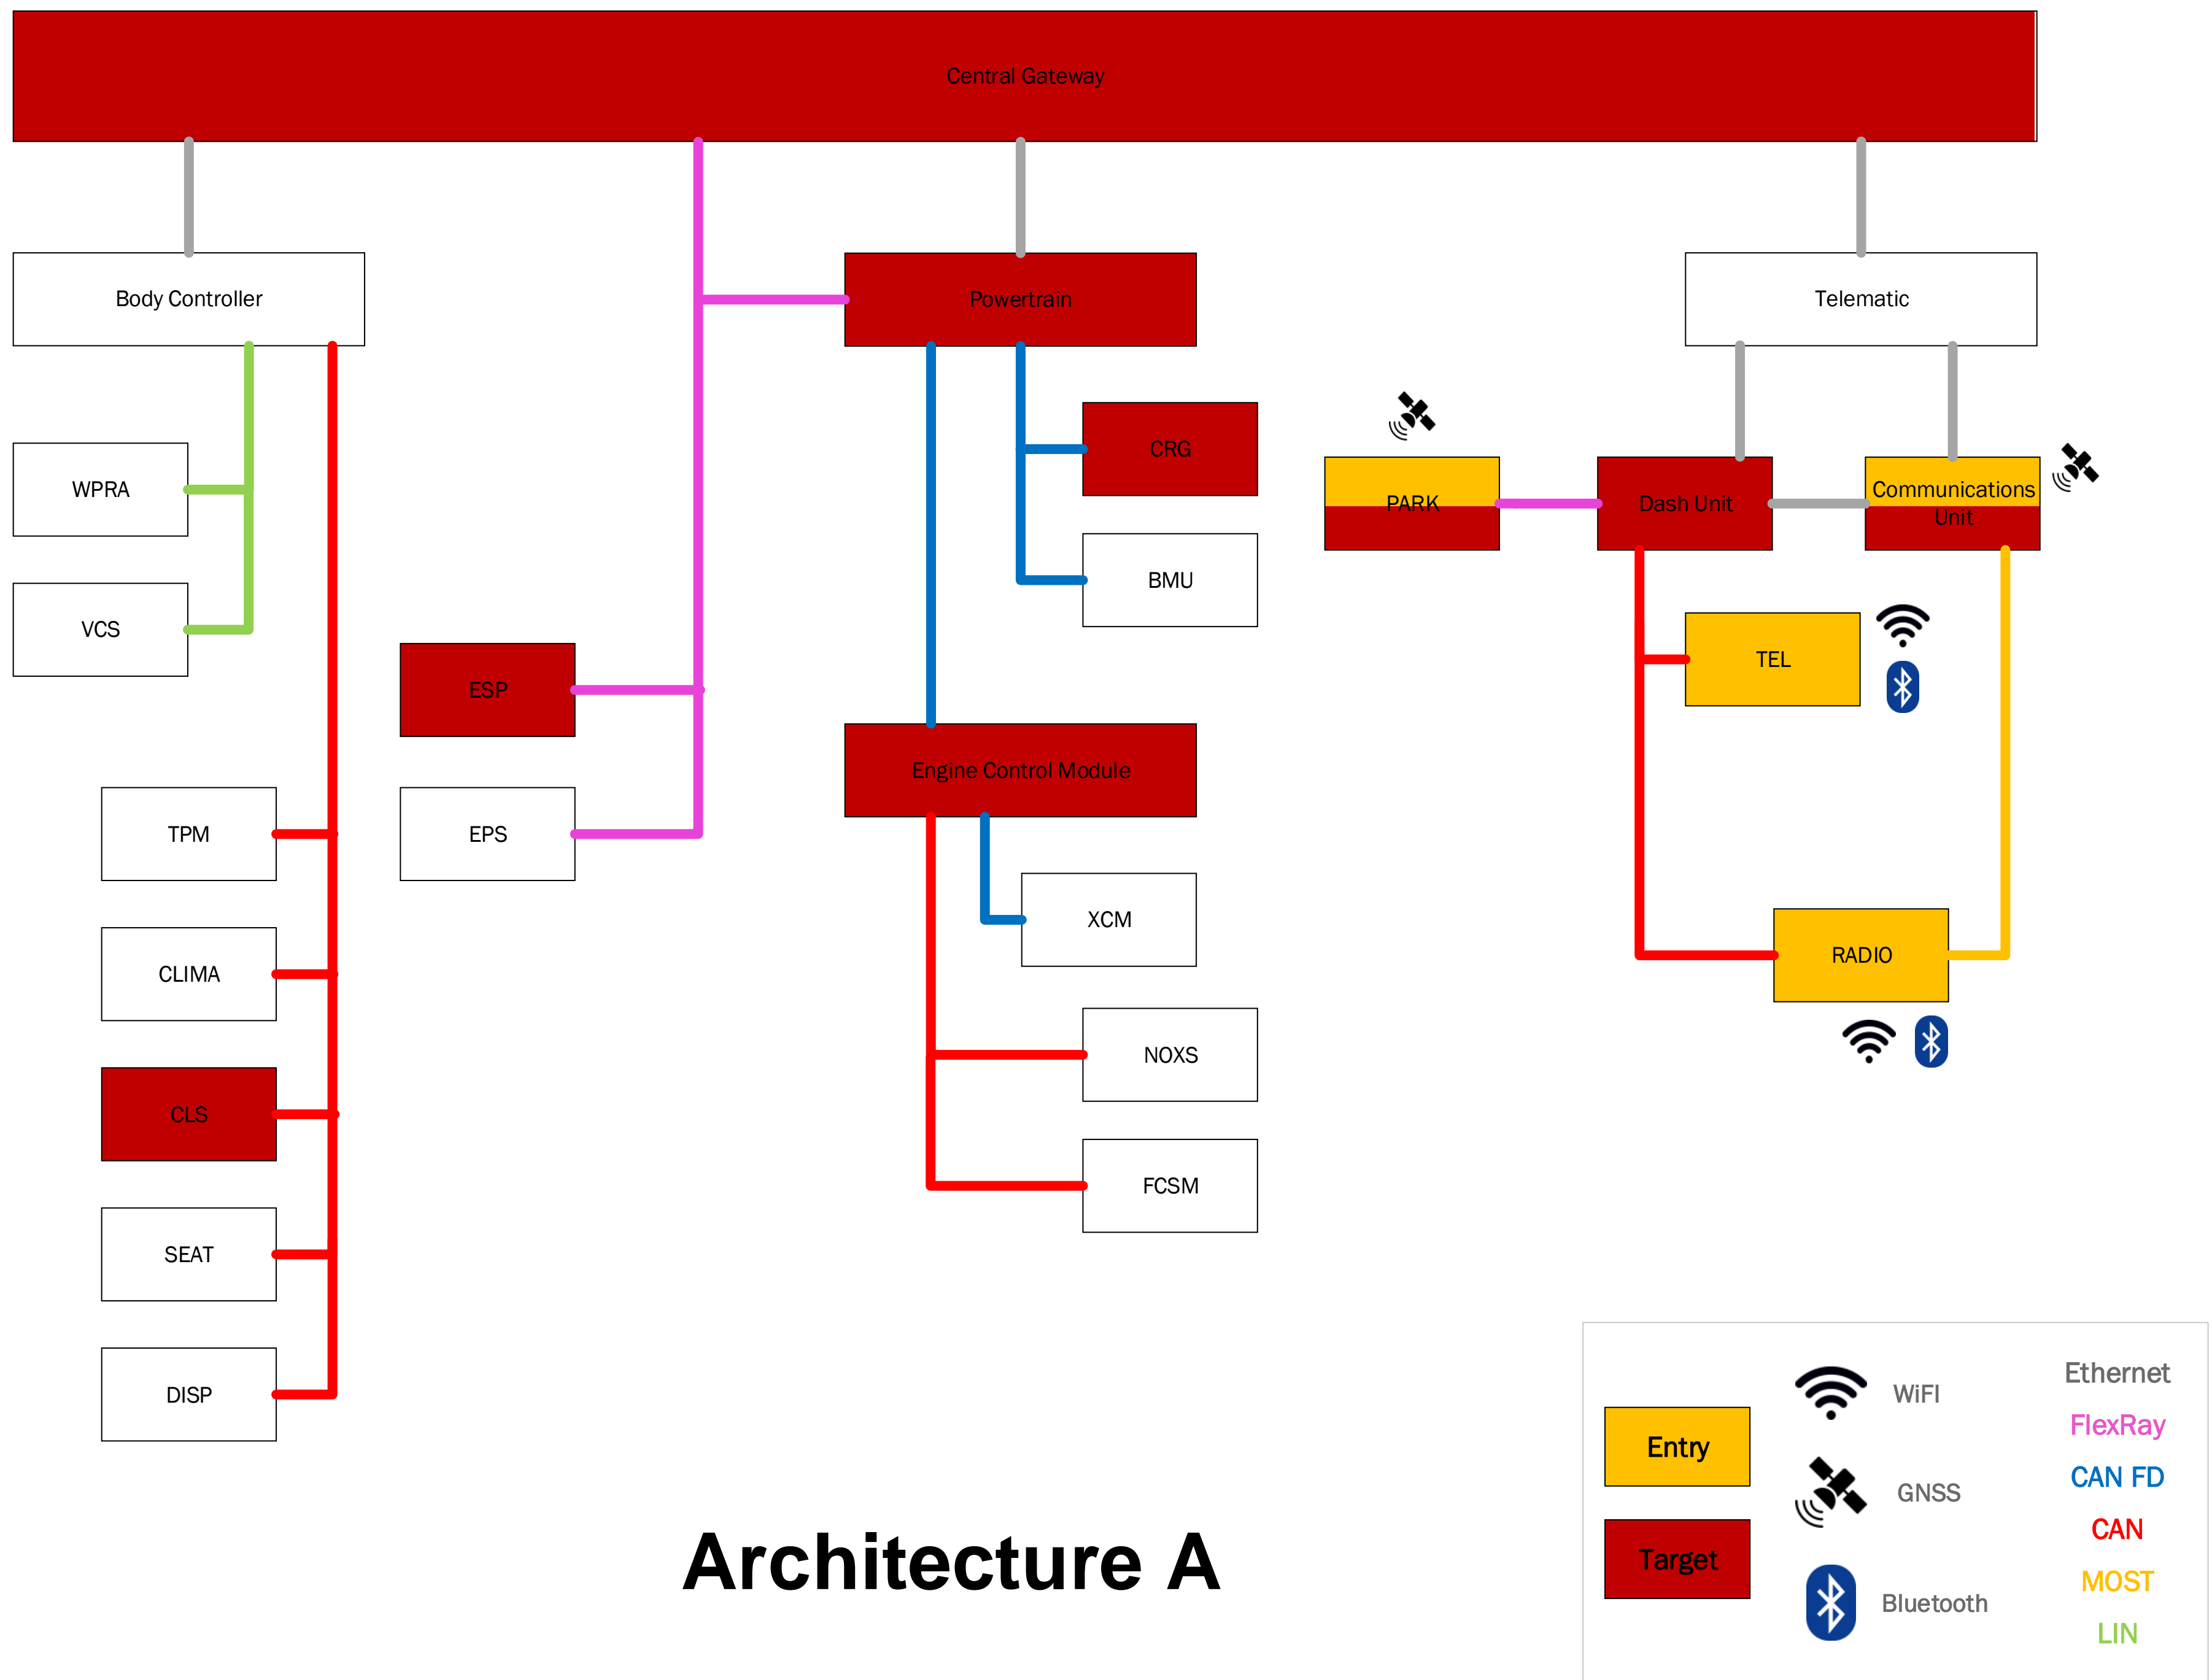 Central Gateway
Body Controller
Powertrain
Telematic
WPRA
VCS
TPM
CLIMA
CLS
SEAT
DISP
ESP
EPS
CRG
BMU
Engine Control Module
XCM
NOXS
FCSM
PARK
Dash Unit
Communications
Unit
TEL
RADIO
Entry
Target
WiFI
GNSS
Bluetooth
Ethernet
FlexRay
CAN FD
CAN
MOST
LIN
Architecture A